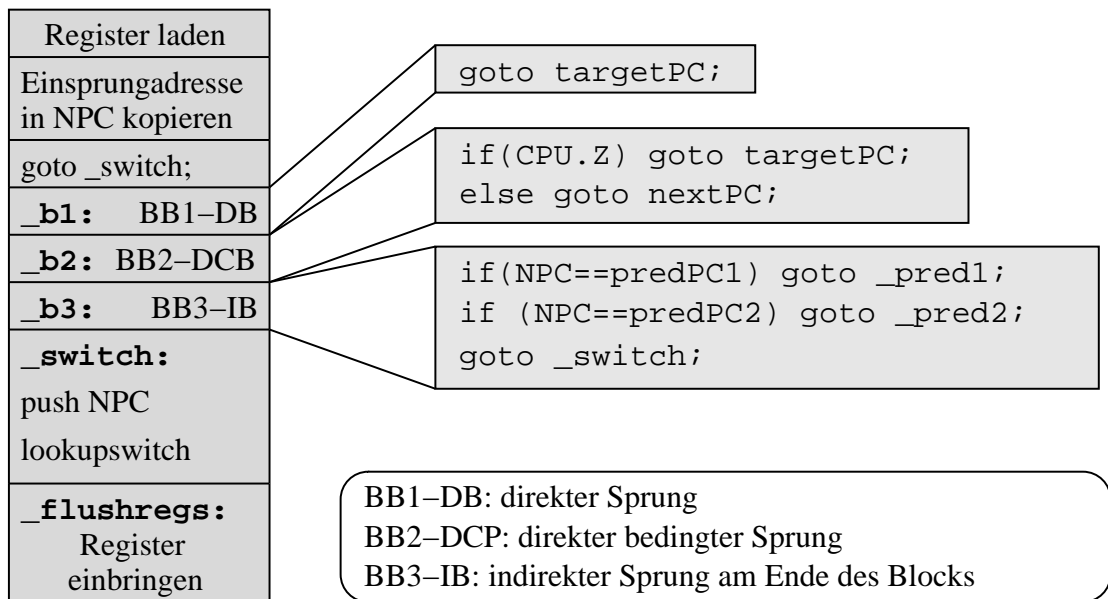 Register laden
Einsprungadresse
in NPC kopieren
goto _switch;
_b1: BB1–DB
_b2: BB2–DCB
_b3: BB3–IB
_switch:
push NPC
lookupswitch
_flushregs:
Register
einbringen
goto targetPC;
if(CPU.Z) goto targetPC;
else goto nextPC;
if(NPC==predPC1) goto _pred1;
if (NPC==predPC2) goto _pred2;
goto _switch;
BB1–DB: direkter Sprung
BB2–DCP: direkter bedingter Sprung
BB3–IB: indirekter Sprung am Ende des Blocks